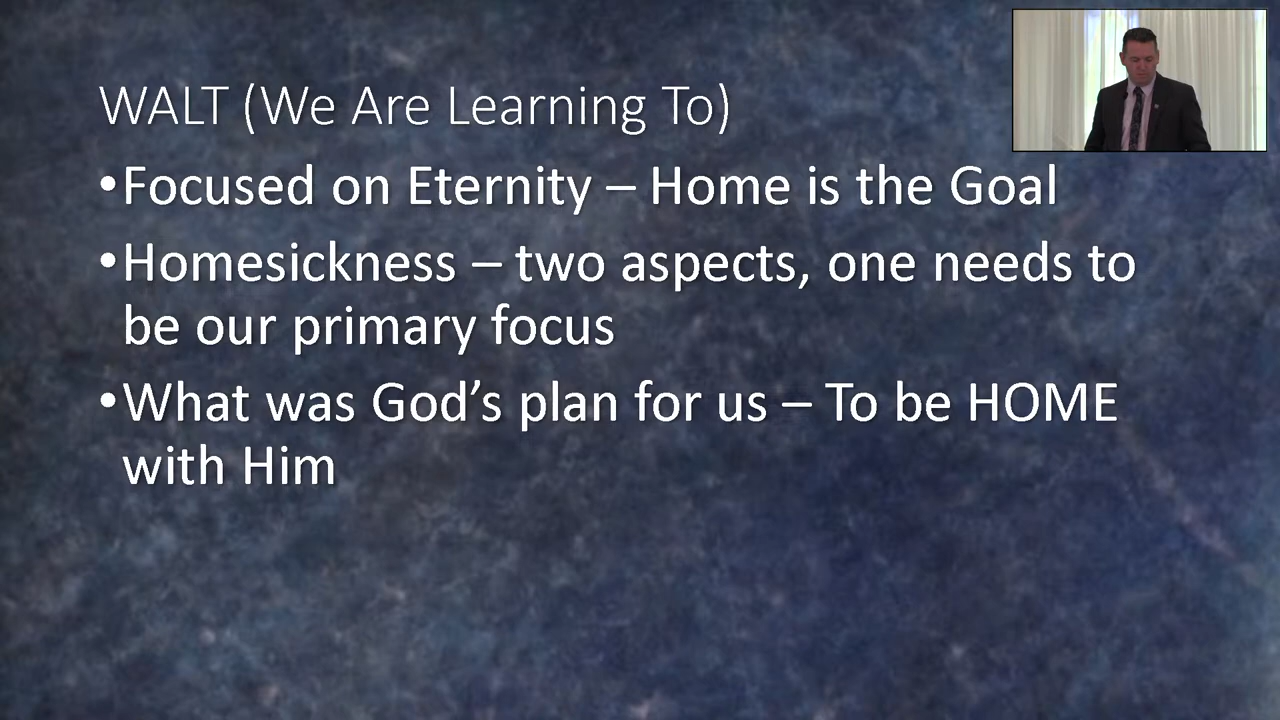 WALT (We Are Learning To)
•Focused on Eternity – Home is the Goal
•Homesickness – two aspects, one needs to
be our primary focus
•What was God’s plan for us – To be HOME
with Him